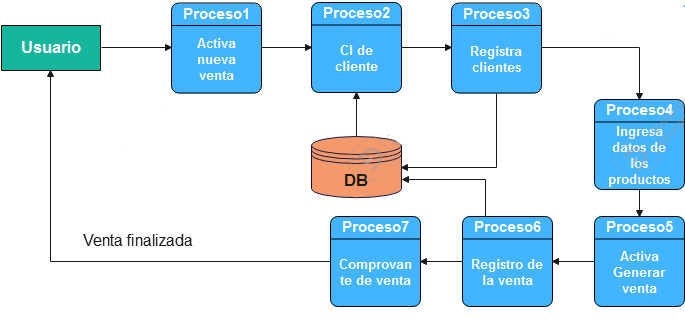 Proceso1
Proceso2
Proceso3
Usuario
Activa
nueva
venta
CI de
cliente
Registra
clientes
Proceso4
Ingresa
datos de
los
productos
DB
Proceso7
Proceso6
Proceso5
Venta finalizada
Comprovan
te de venta
Registro de
la venta
Activa
Generar
venta